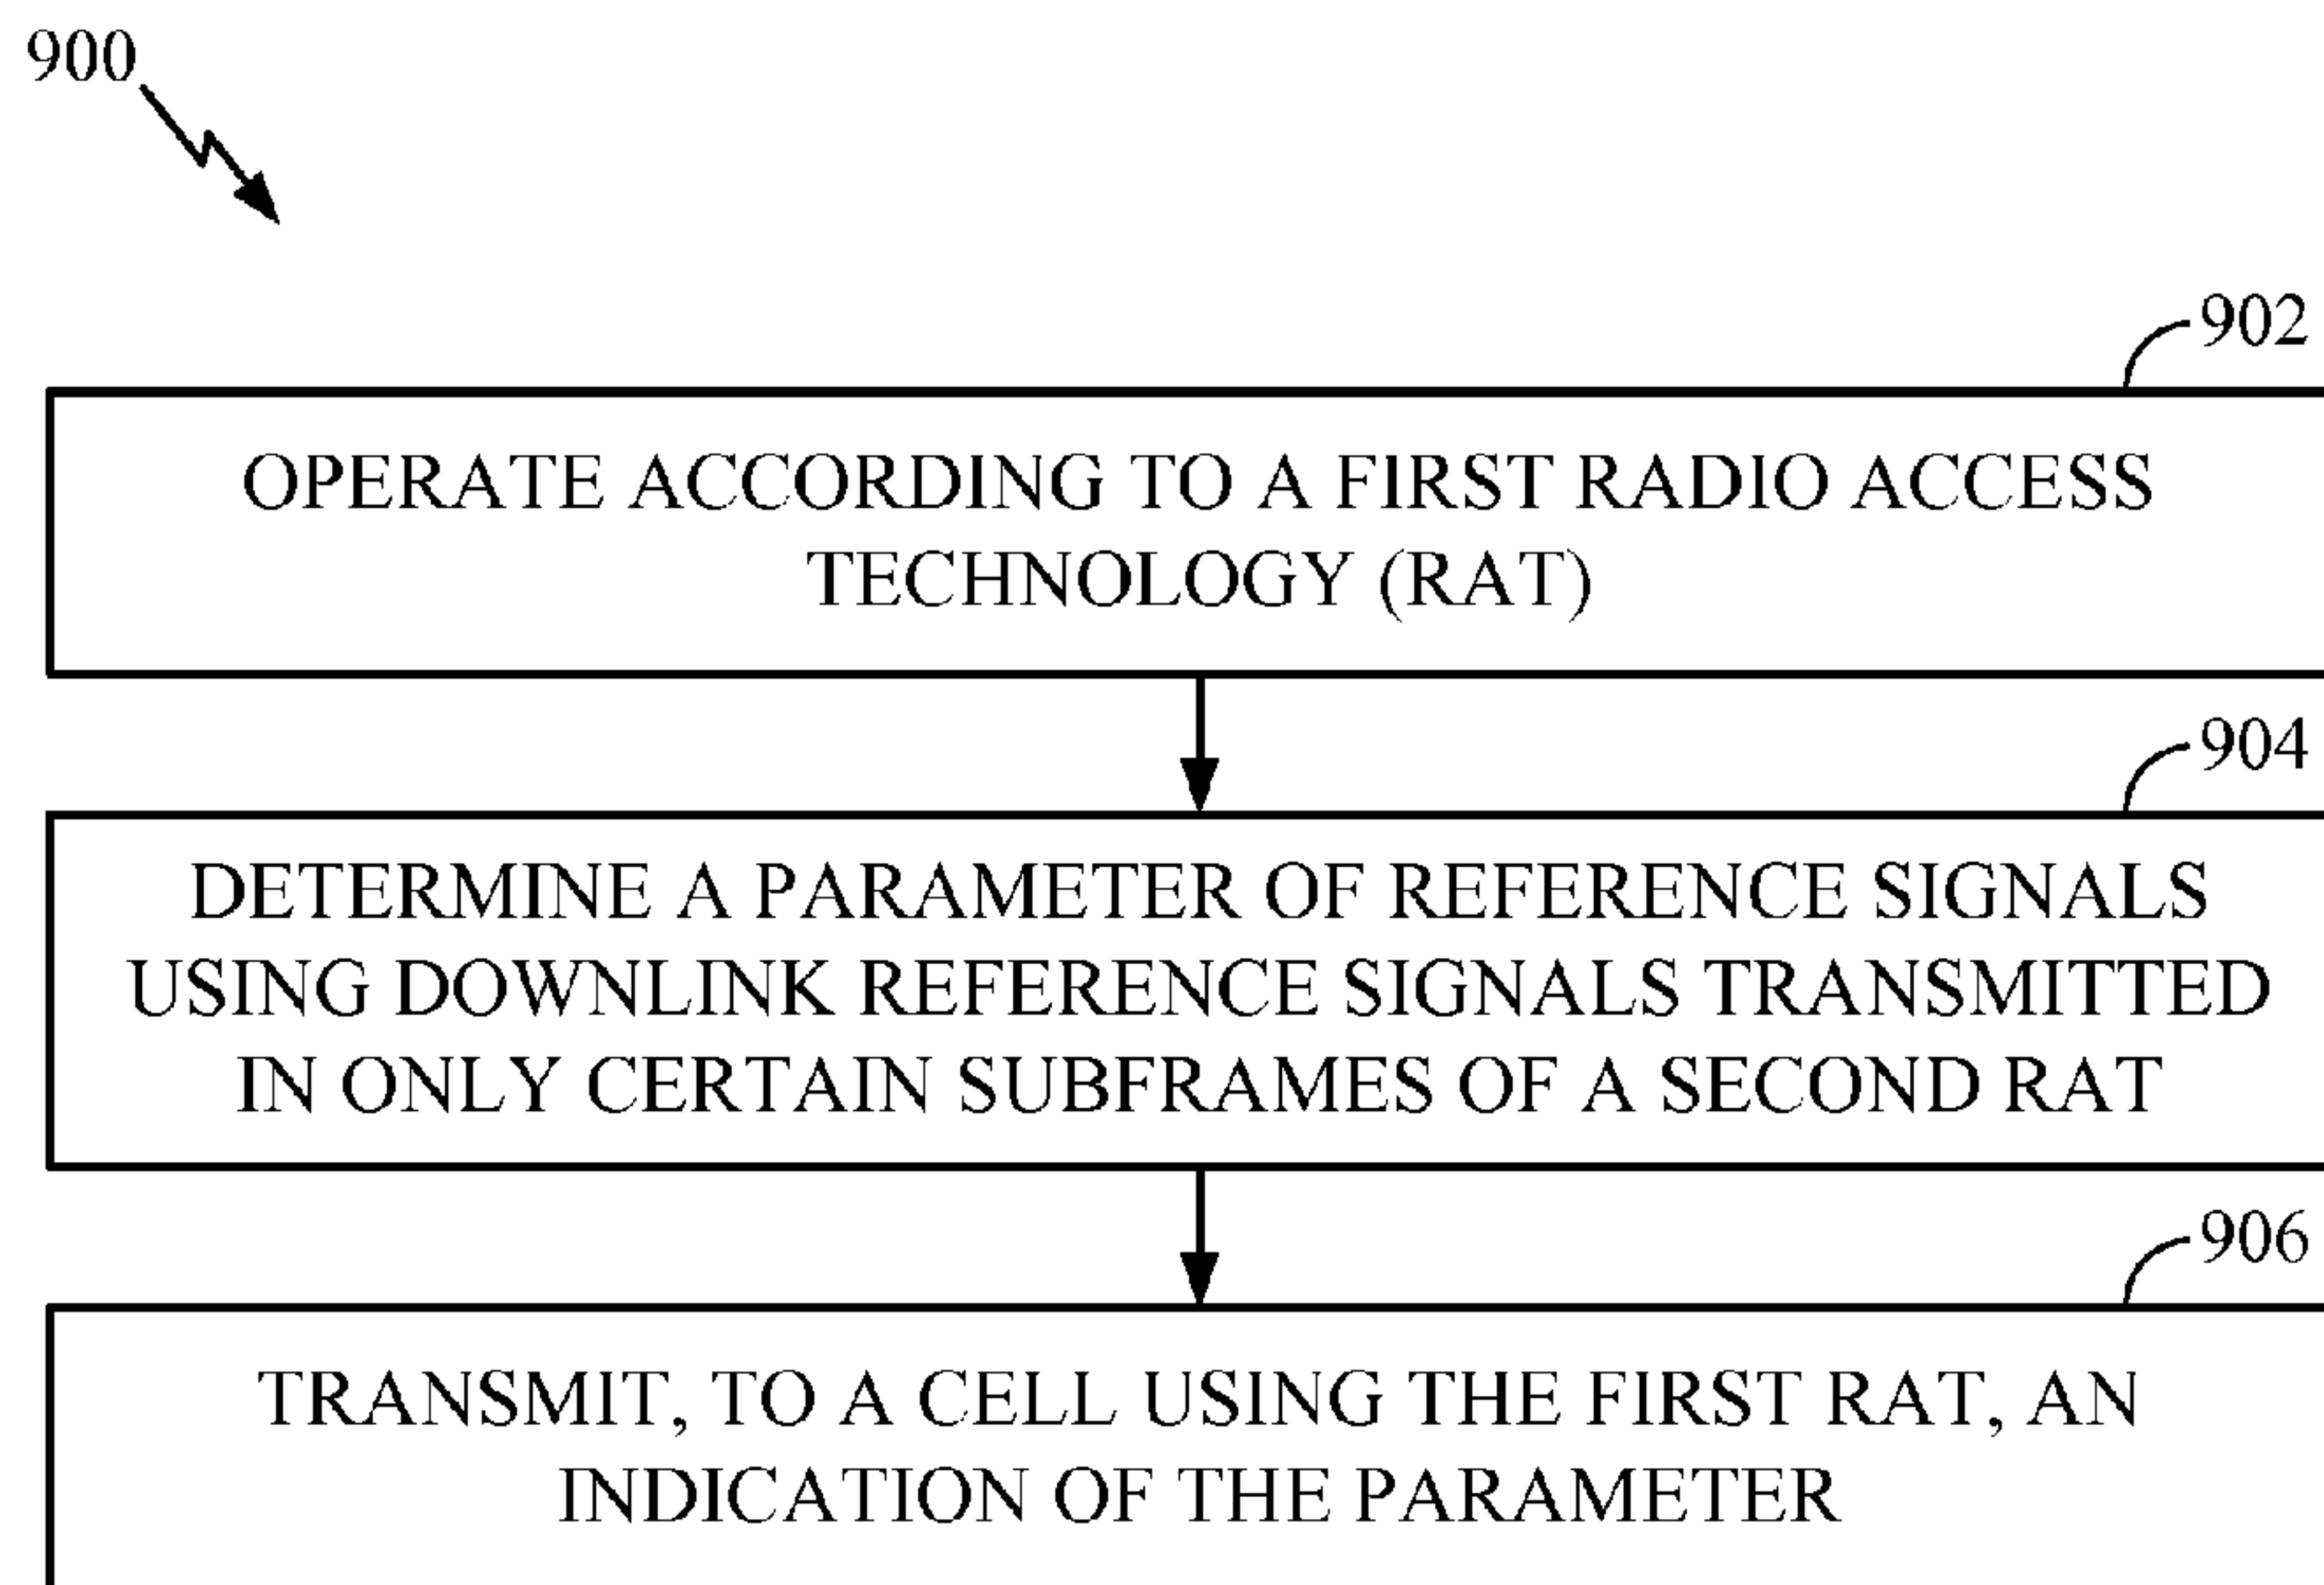 900
902
OPERATE ACCORDING TO A FIRST RADIO ACCESS
TECHNOLOGY (RAT)
904
DETERMINE A PARAMETER OF REFERENCE SIGNALS
USING DOWNLINK REFERENCE SIGNALS TRANSMITTED
IN ONLY CERTAIN SUBFRAMES OF A SECOND RAT
906
TRANSMIT, TO A CELL USING THE FIRST RAT, AN
INDICATION OF THE PARAMETER